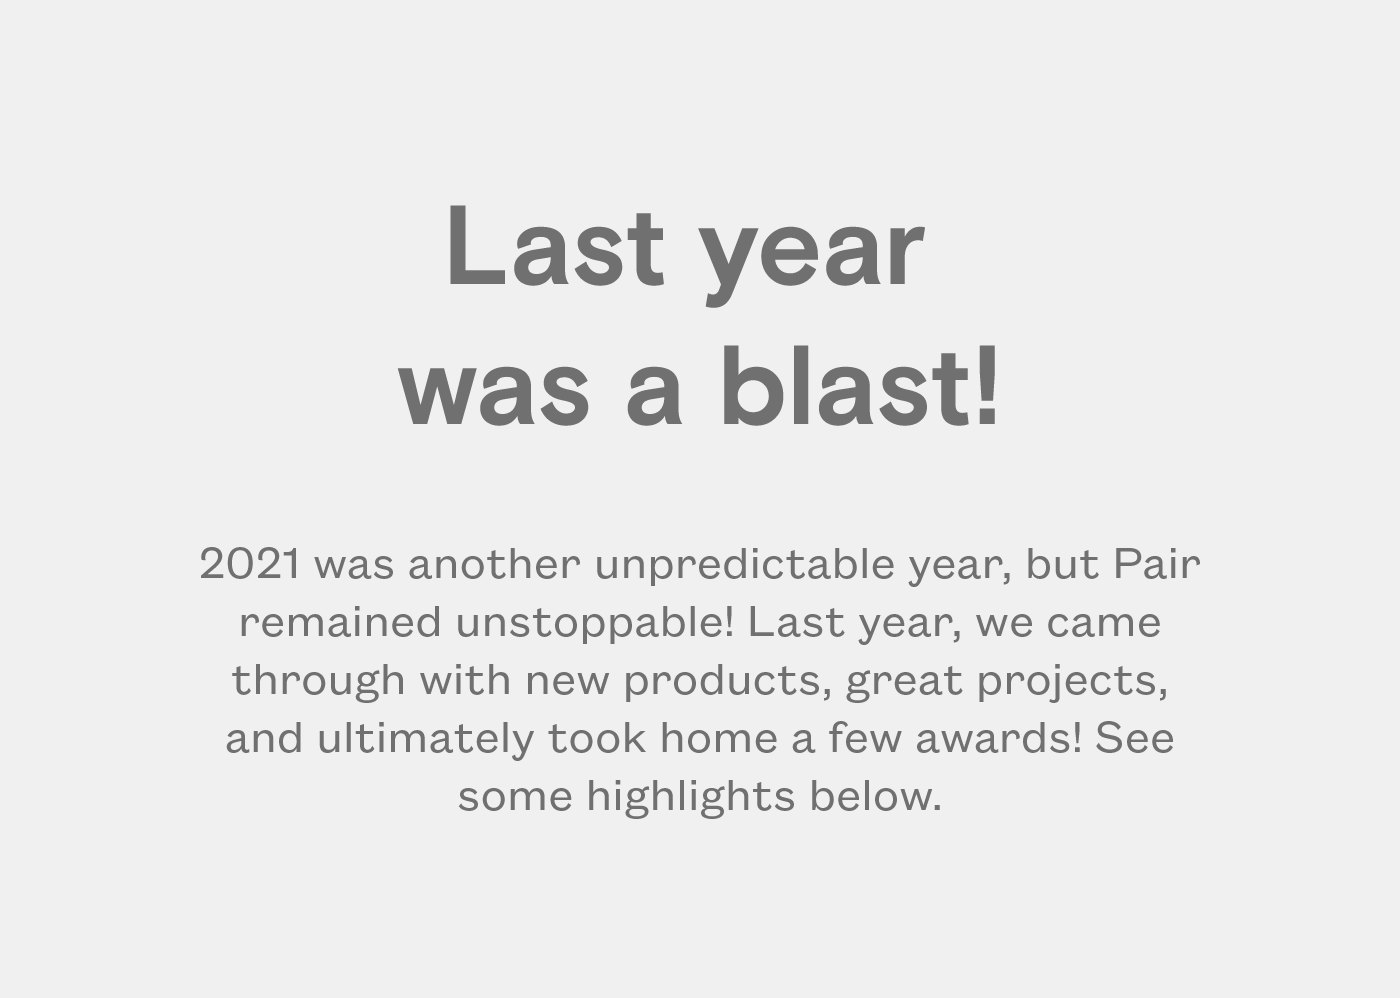 Last year
was a blast!
2021 was another unpredictable year, but Pair
remained unstoppable! Last year, we came
through with new products, great projects,
and ultimately took home a few awards! See
some highlights below.